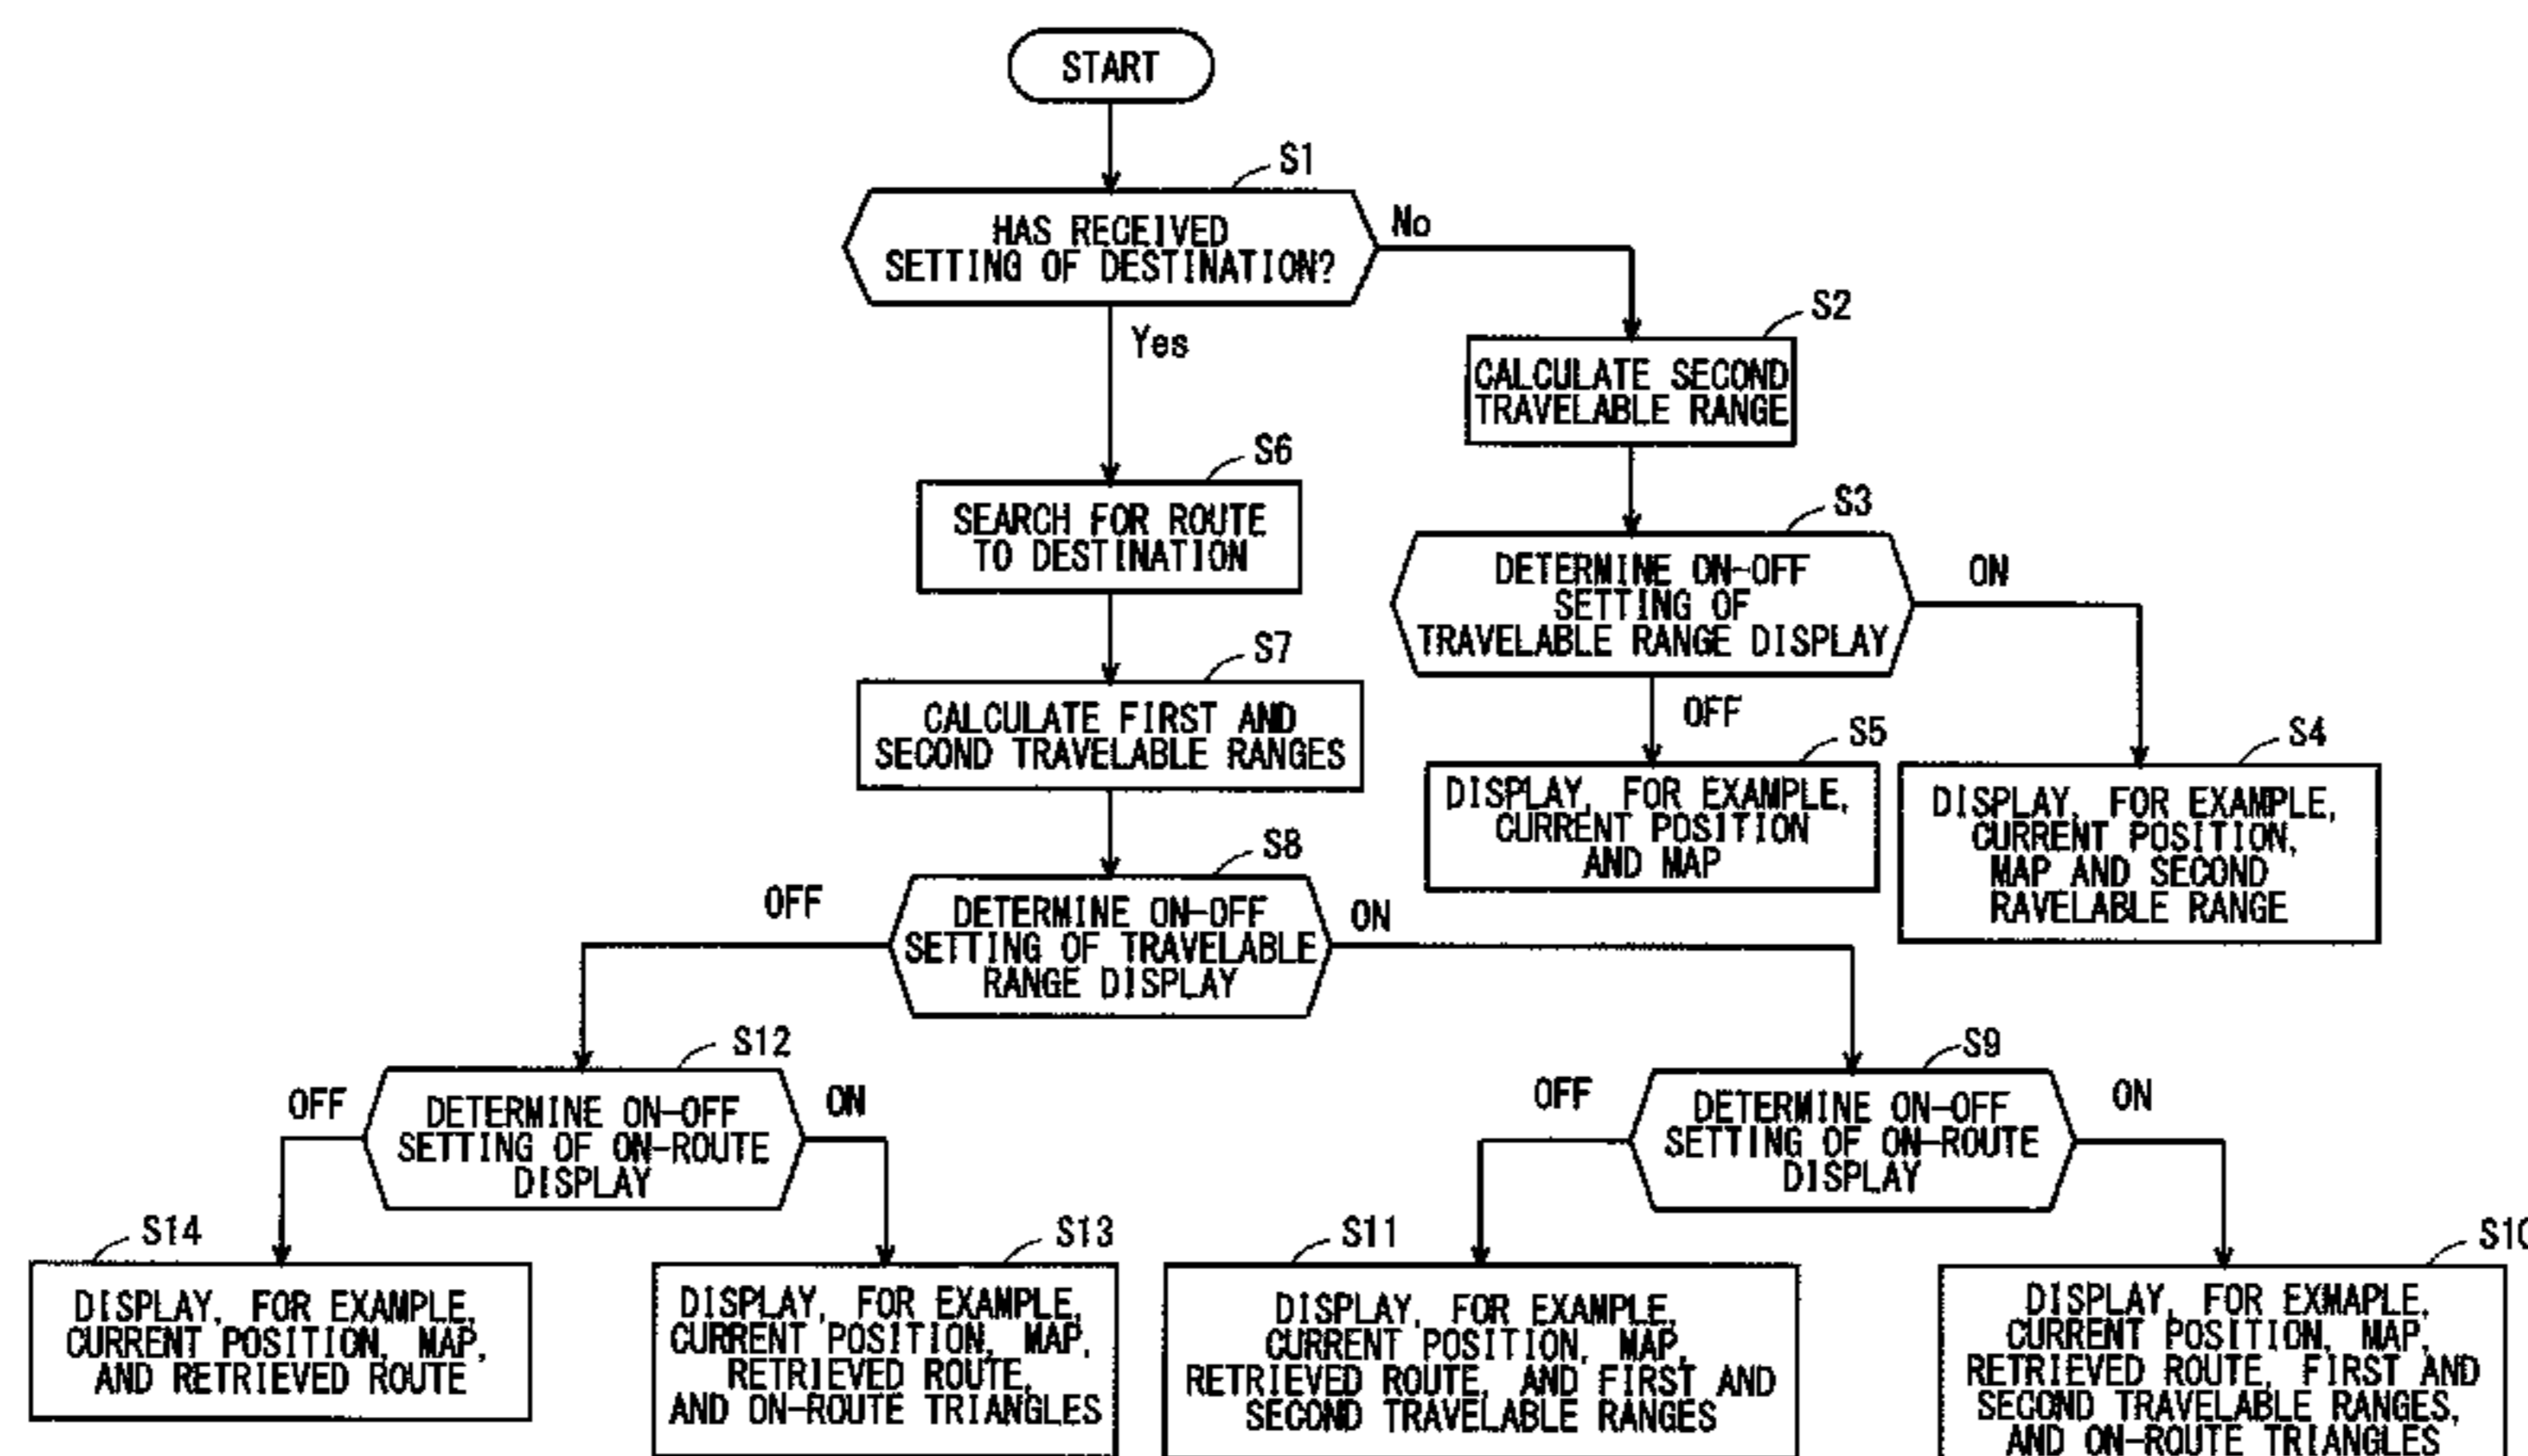 START
S1
HAS RECEIVED
SETTING OF DESTINATION?
No
Yes
S2
CALCULATE SECOND
TRAVELABLE RANGE
S6
SEARCH FOR ROUTE
TO DESTINATION
S3
DETERMINE ON-OFF
SETTING OF
TRAVELABLE RANGE DISPLAY
ON
OFF
S7
CALCULATE FIRST AND
SECOND TRAVELABLE RANGES
S5
DISPLAY, FOR EXAMPLE,
CURRENT POSITION
AND MAP
S4
DISPLAY, FOR EXAMPLE,
CURRENT POSITION,
MAP AND SECOND
RAVELABLE RANGE
S8
DETERMINE ON-OFF
SETTING OF TRAVELABLE
RANGE DISPLAY
OFF
ON
S12
DETERMINE ON-OFF
SETTING OF ON-ROUTE
DISPLAY
OFF
ON
S9
DETERMINE ON-OFF
SETTING OF ON-ROUTE
DISPLAY
OFF
ON
S14
DISPLAY, FOR EXAMPLE,
CURRENT POSITION, MAP,
AND RETRIEVED ROUTE
S13
DISPLAY, FOR EXAMPLE,
CURRENT POSITION, MAP,
RETRIEVED ROUTE,
AND ON-ROUTE TRIANGLES
S11
DISPLAY, FOR EXAMPLE,
CURRENT POSITION, MAP,
RETRIEVED ROUTE, AND FIRST AND
SECOND TRAVELABLE RANGES
S10
DISPLAY, FOR EXMAPLE,
CURRENT POSITION, MAP,
RETRIEVED ROUTE, FIRST AND
SECOND TRAVELABLE RANGES,
AND ON-ROUTE TRIANGLES